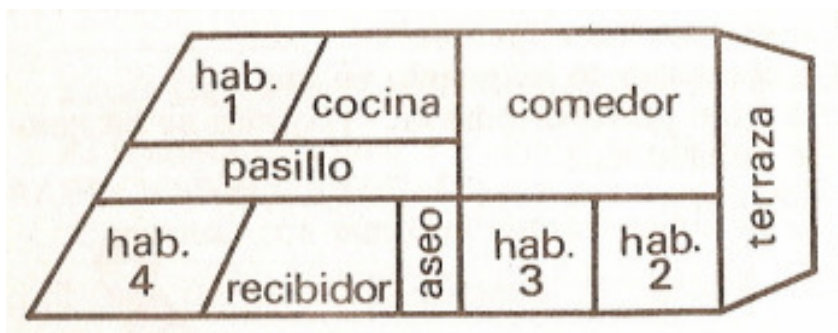 hab.
1
cocina
comedor
terraza
pasillo
hab.
4
recibidor
aseo
hab.
3
hab.
2